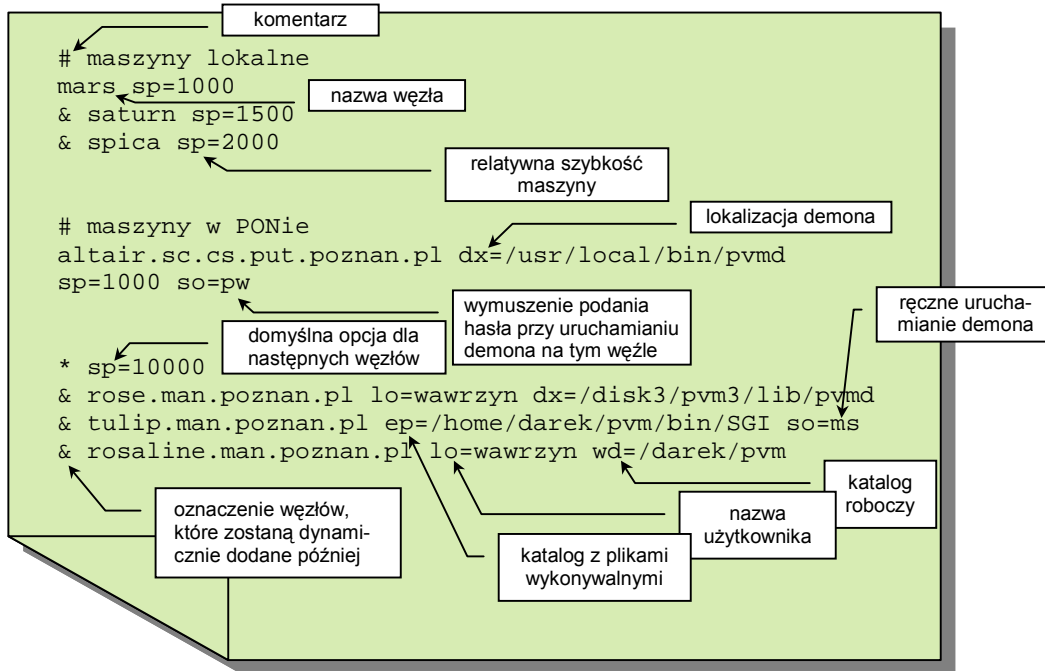 komentarz
# maszyny lokalne
mars sp=1000
nazwa węzła
& saturn sp=1500
& spica sp=2000
relatywna szybkość
maszyny
# maszyny w PONie
lokalizacja demona
altair.sc.cs.put.poznan.pl dx=/usr/local/bin/pvmd
sp=1000 so=pw
wymuszenie podania
hasła przy uruchamianiu
demona na tym węźle
ręczne urucha-
mianie demona
domyślna opcja dla
następnych węzłów
* sp=10000
& rose.man.poznan.pl lo=wawrzyn dx=/disk3/pvm3/lib/pvmd
& tulip.man.poznan.pl ep=/home/darek/pvm/bin/SGI so=ms
& rosaline.man.poznan.pl lo=wawrzyn wd=/darek/pvm
oznaczenie węzłów,
które zostaną dynami-
cznie dodane później
katalog
roboczy
nazwa
użytkownika
katalog z plikami
wykonywalnymi